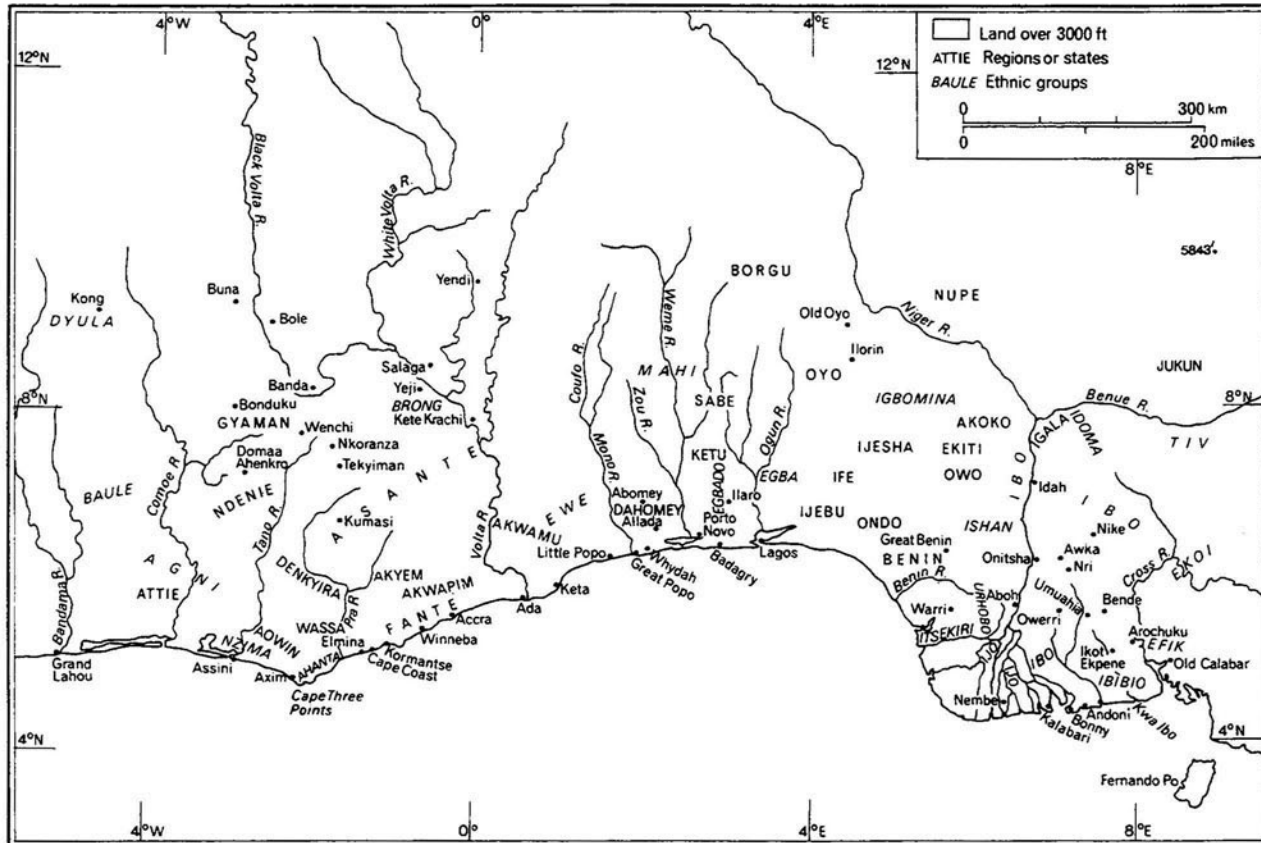 4°W
0°
4°E
Land over 3000 ft
ATTIE Regions or states
BAULE Ethnic groups
0 300 km
0 200 miles
12°N
12°N
8°E
5843'
Black Volta R.
White Volta R.
Yendi
BORGU
NUPE
Kong
DYULA
Buna
Bole
Weme R.
Old Oyo
Niger R.
Ilorin
Salaga
Coufo R.
MAHI
OYO
JUKUN
Banda
Yeji
BRONG
Zou R.
SABE
IGBOMINA
8°N
Bonduku
Kete Krachi
Ogun R.
Benue R.
8°N
GYAMAN
Wenchi
AKOKO
IGALA
IDOMA
TIV
Nkoranza
Domaa
Ahenkro
Tekyiman
Mono R.
KETU
IJESHA
EKITI
BAULE
Comoe R
NDENIE
ASANTE
EGBADO
EGBA
IFE
OWO
IBO
Idah
Abomey
Ilaro
IBO
Kumasi
EWE
DAHOMEY
IJEBU
Tano R.
Volta R.
AKWAMU
Allada
Porto
Novo
ONDO
ISHAN
Nike
AGNI
Great Benin
Little Popo
Lagos
BENIN
Onitsha
Awka
Nri
DENKYIRA
AKYEM
Whydah
Badagry
Great Popo
Benin R.
Cross R.
EKOI
ATTIE
AKWAPIM
Keta
URHOBO
Aboh
Umuahia
Bende
Bandama R.
Pra R
Ada
Warri
Owerri
WASSA
FANTE
Accra
ITSEKIRI
Arochuku
AOWIN
Elmina
Winneba
EFIK
NZIMA
Kormantse
IJO
IBO
Ikot
Ekpene
Old Calabar
Grand
Lahou
Assini
AHANTA
Cape Coast
IJO
IBIBIO
Axim
Nembe
Andoni
Cape Three
Points
Bonny
Kalabari
Kwa Ibo
4°N
4°N
Fernando Po
4°W
0°
4°E
8°E